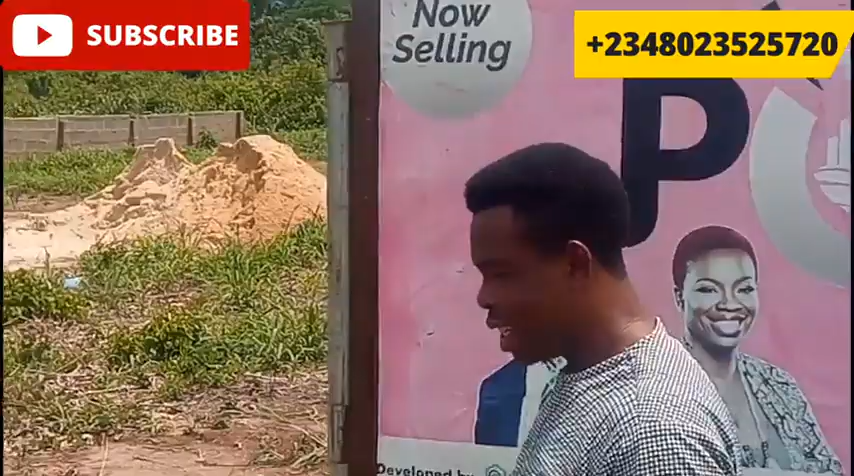 SUBSCRIBE
+2348023525720
Now
Selling
P
Developed by